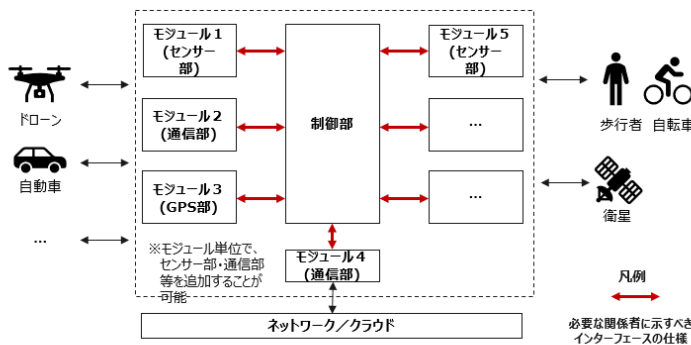 モジュール1
(センサー
部)
モジュール2
(通信部)
モジュール3
(GPS部)
制御部
モジュール5
(センサー
部)
…
…
モジュール4
(通信部)
※モジュール単位で、
センサー部・通信部
等を追加することが
可能
ネットワーク／クラウド
ドローン
自動車
…
歩行者 自転車
衛星
凡例
必要な関係者に示すべき
インターフェースの仕様